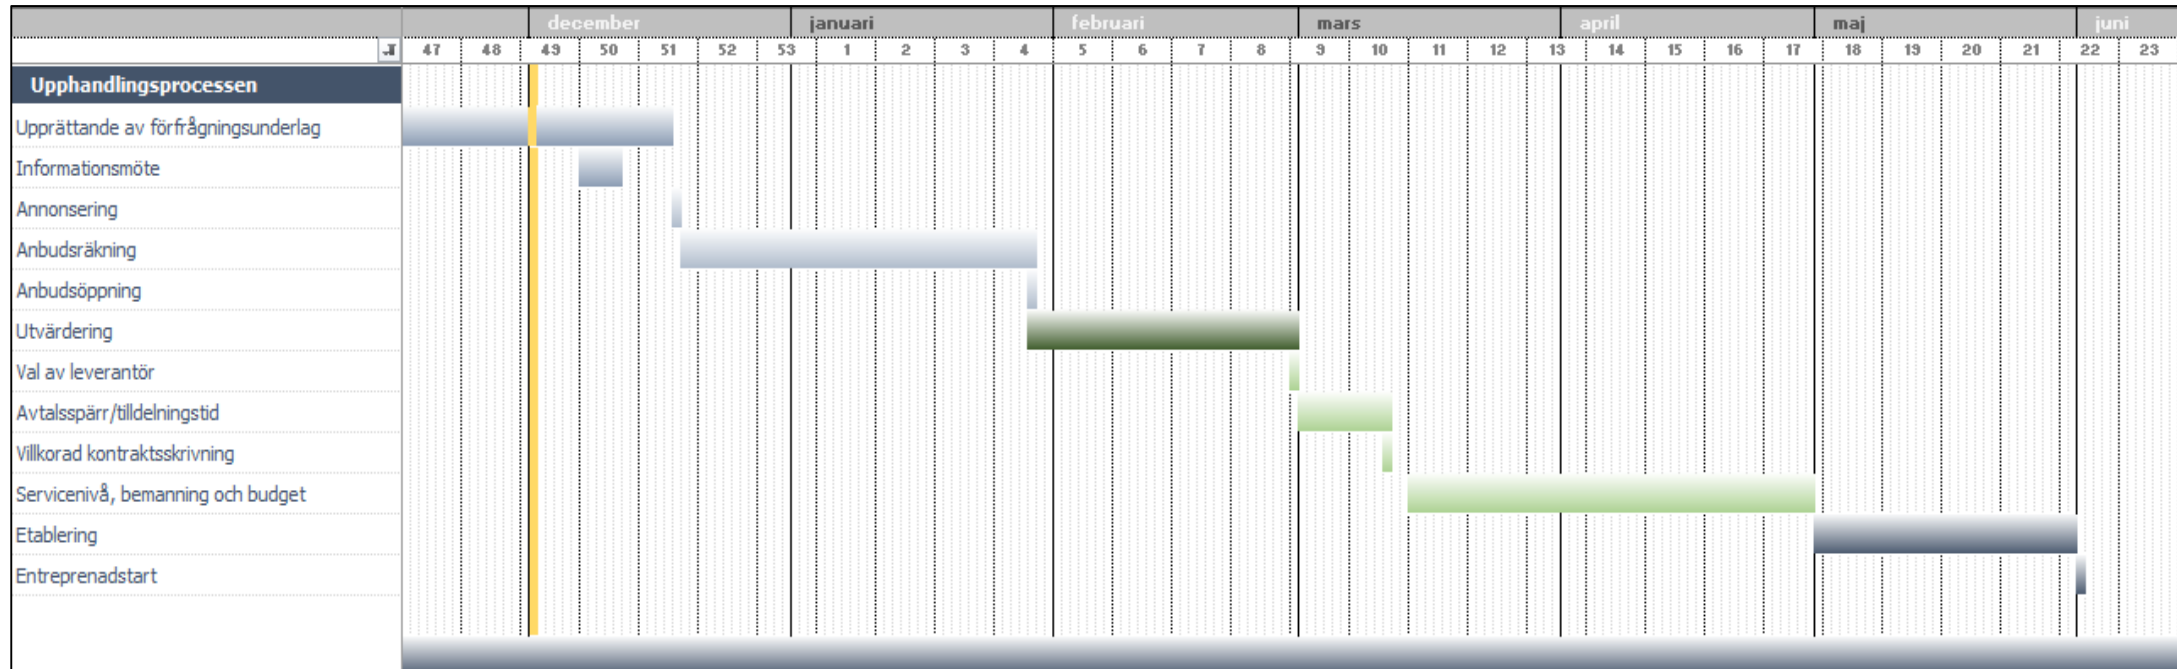 december januari februari mars april maj juni
47 48 49 50 51 52 53 1 2 3 4 5 6 7 8 9 10 11 12 13 14 15 16 17 18 19 20 21 22 23
Upphandlingsprocessen
Upprättande av förfrågningsunderlag
Informationsmöte
Annonsering
Anbudsräkning
Anbudsöppning
Utvärdering
Val av leverantör
Avtalsspärr/tilldelningstid
Villkorad kontraktsskrivning
Servicenivå, bemanning och budget
Etablering
Entreprenadstart